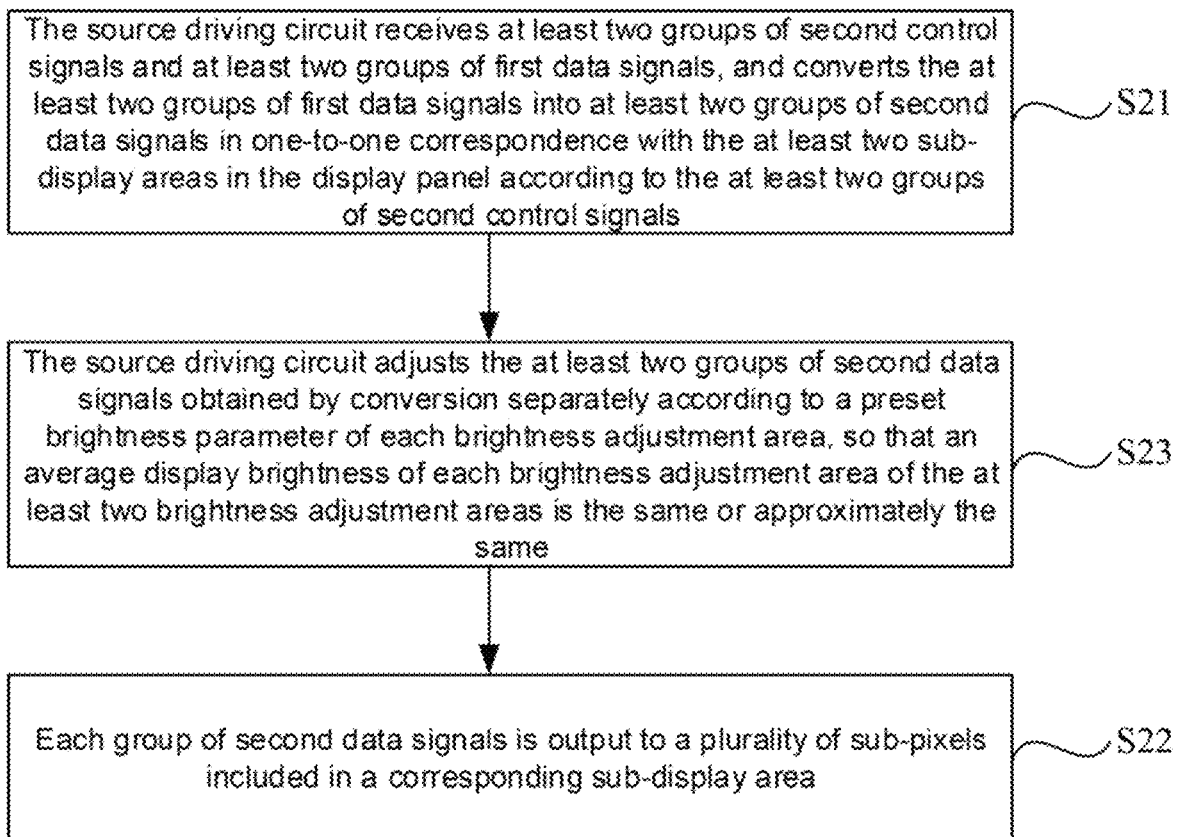 The source driving circuit receives at least two groups of second control
signals and at least two groups of first data signals, and converts the at
least two groups of first data signals into at least two groups of second
data signals in one-to-one correspondence with the at least two sub-
display areas in the display panel according to the at least two groups
of second control signals
S21
The source driving circuit adjusts the at least two groups of second data
signals obtained by conversion separately according to a preset
brightness parameter of each brightness adjustment area, so that an
average display brightness of each brightness adjustment area of the at
least two brightness adjustment areas is the same or approximately the
same
S23
Each group of second data signals is output to a plurality of sub-pixels
included in a corresponding sub-display area
S22